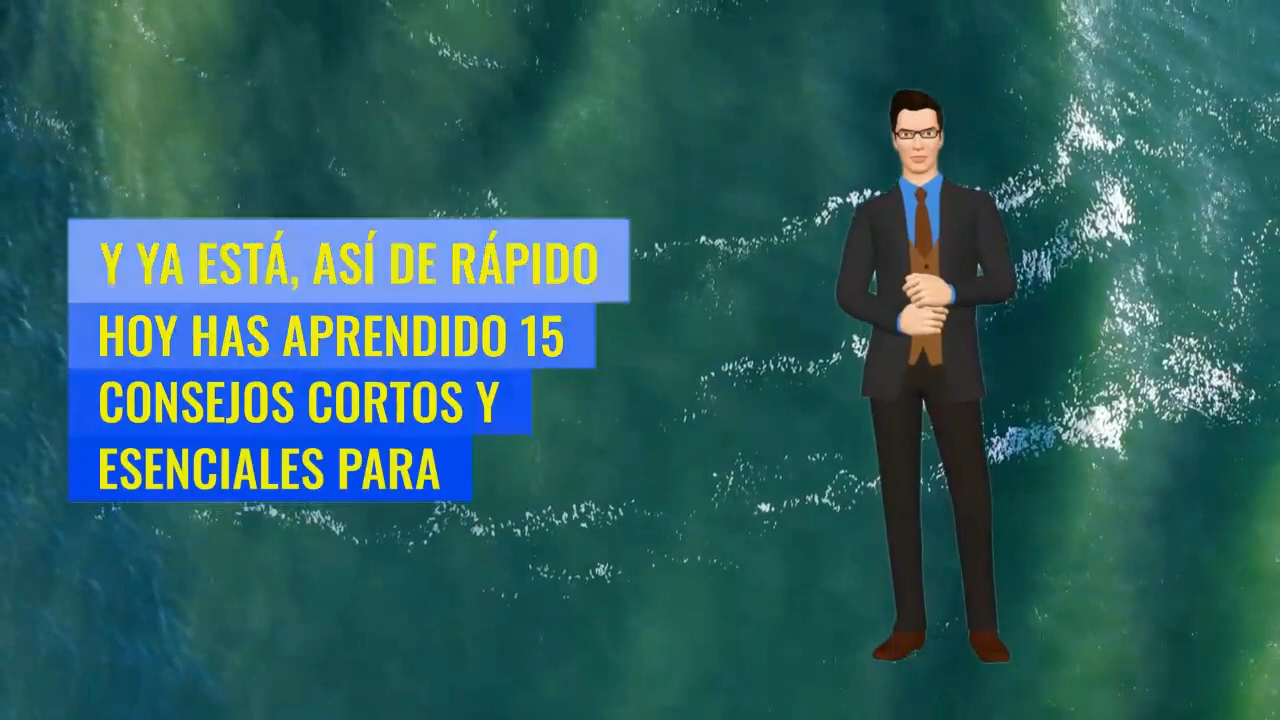 Y YA ESTÁ, ASÍ DE RÁPIDO
HOY HAS APRENDIDO 15
CONSEJOS CORTOS Y
ESENCIALES PARA